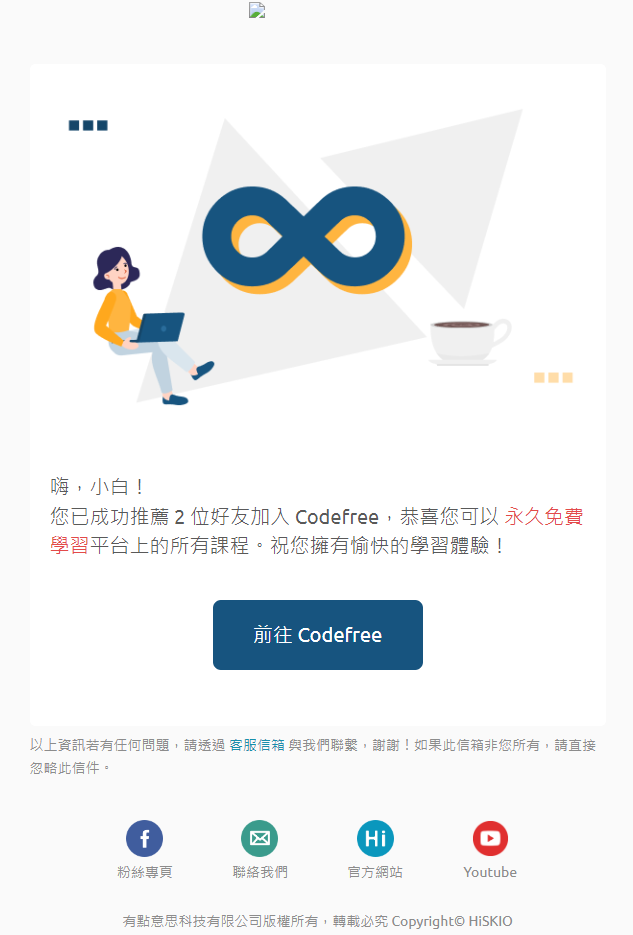 嗨，小白！
您已成功推薦 2 位好友加入 Codefree，恭喜您可以 永久免費
學習平台上的所有課程。祝您擁有愉快的學習體驗！
前往 Codefree
以上資訊若有任何問題，請透過 客服信箱 與我們聯繫，謝謝！如果此信箱非您所有，請直接
忽略此信件。
Hi
粉絲專頁 聯絡我們 官方網站 Youtube
有點意思科技有限公司版權所有，轉載必究 Copyright© HiSKIO